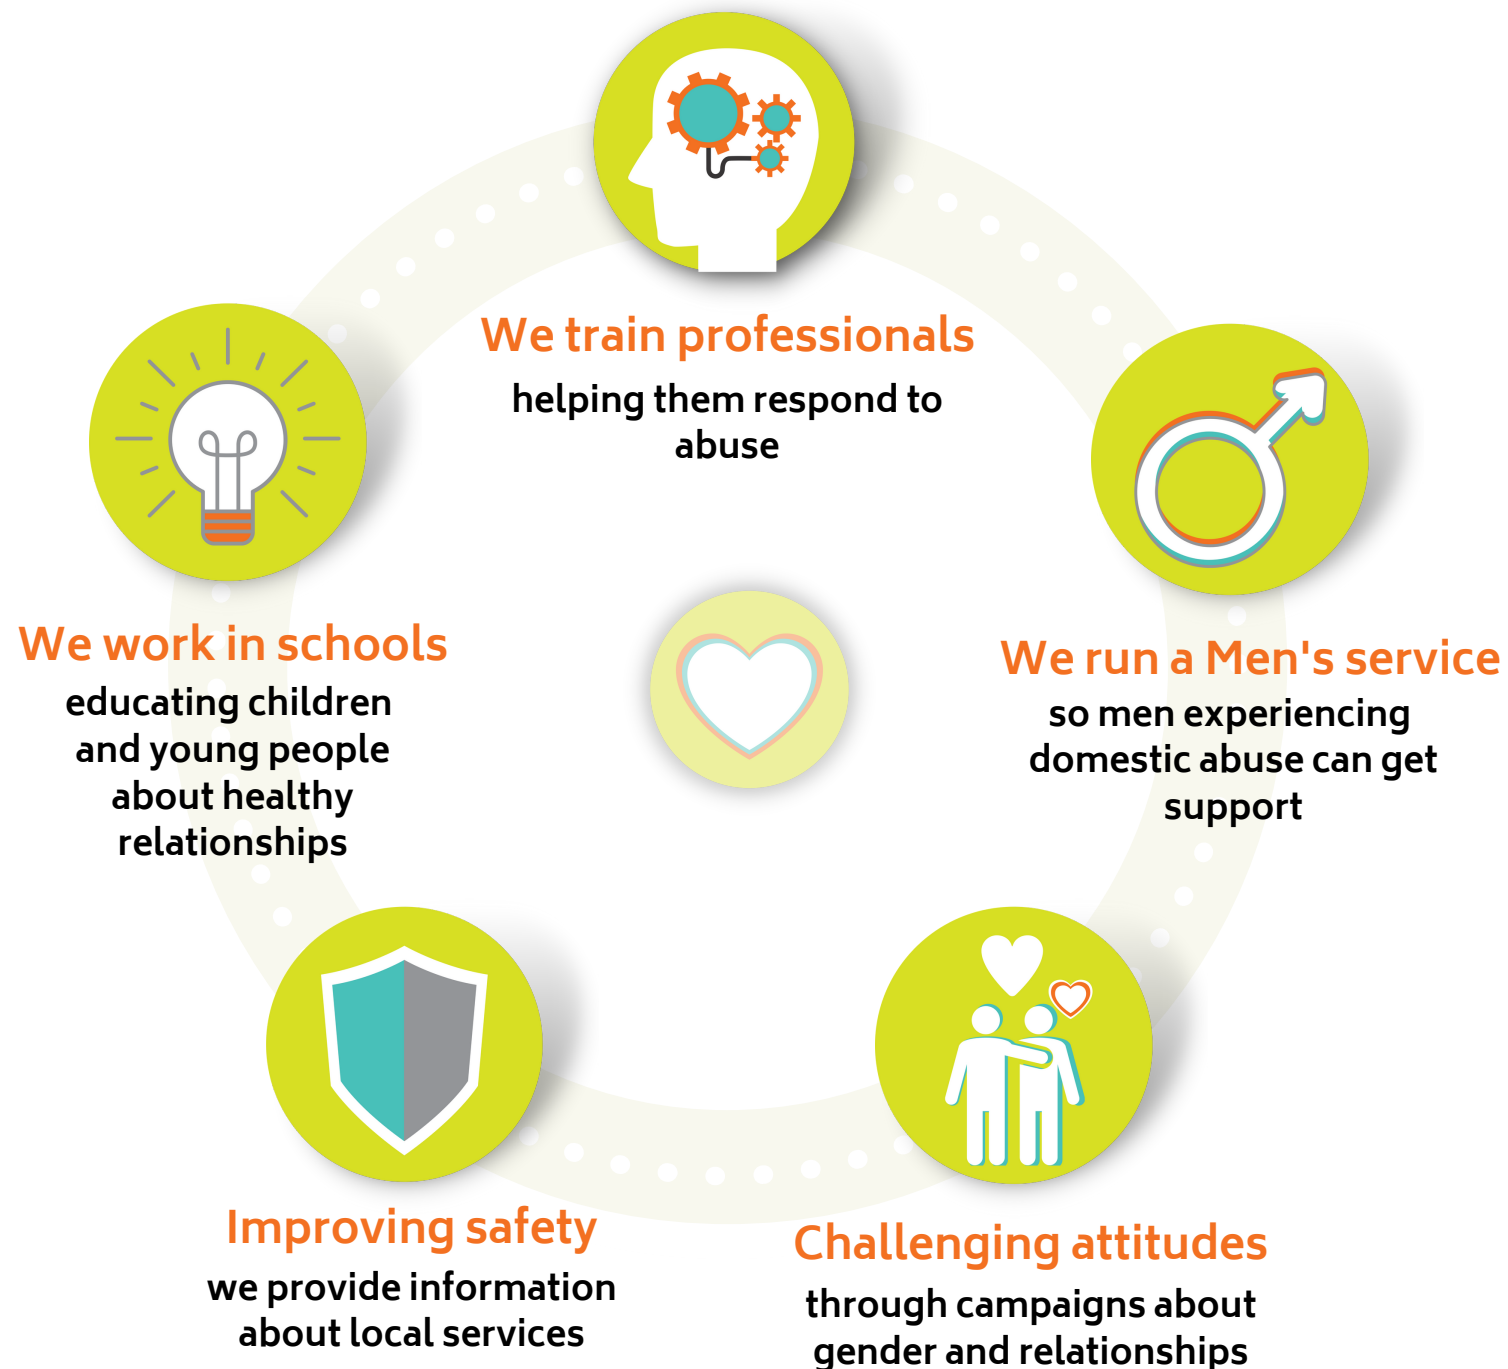 We train professionals
helping them respond to
abuse
We work in schools
educating children
and young people
about healthy
relationships
We run a Men's service
so men experiencing
domestic abuse can get
support
Improving safety
we provide information
about local services
Challenging attitudes
through campaigns about
gender and relationships